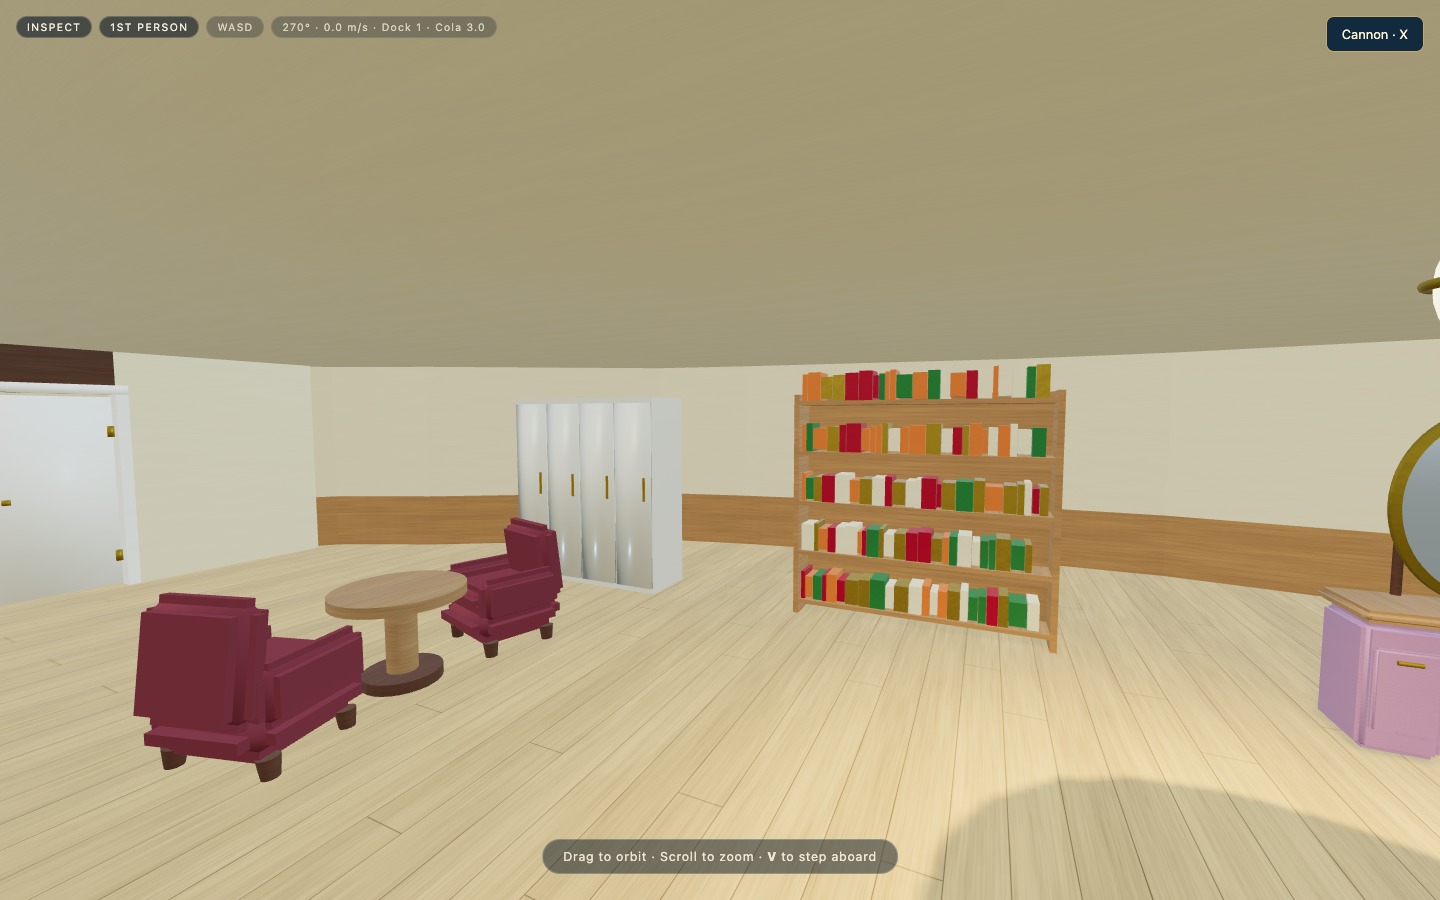 INSPECT
1ST PERSON
WASD
270° · 0.0 m/s · Dock 1 · Cola 3.0
Cannon · X
Drag to orbit · Scroll to zoom · V to step aboard